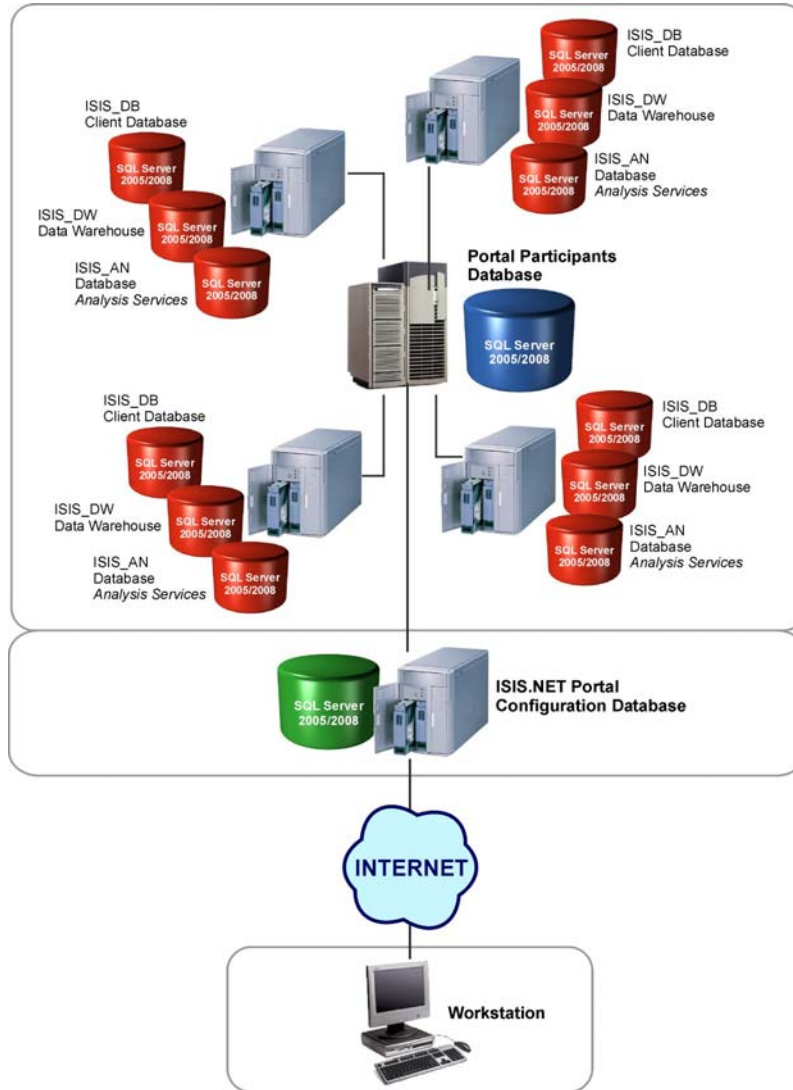 ISIS_DB
Client Database
SQL Server
2005/2008
ISIS_DW
Data Warehouse
SQL Server
2005/2008
ISIS_AN
Database
Analysis Services
SQL Server
2005/2008
ISIS_DB
Client Database
SQL Server
2005/2008
ISIS_DW
Data Warehouse
SQL Server
2005/2008
ISIS_AN
Database
Analysis Services
SQL Server
2005/2008
Portal Participants
Database
SQL Server
2005/2008
ISIS_DB
Client Database
SQL Server
2005/2008
ISIS_DW
Data Warehouse
SQL Server
2005/2008
ISIS_AN
Database
Analysis Services
SQL Server
2005/2008
ISIS_DB
Client Database
SQL Server
2005/2008
ISIS_DW
Data Warehouse
SQL Server
2005/2008
ISIS_AN
Database
Analysis Services
SQL Server
2005/2008
SQL Server
2005/2008
ISIS.NET Portal
Configuration Database
INTERNET
Workstation